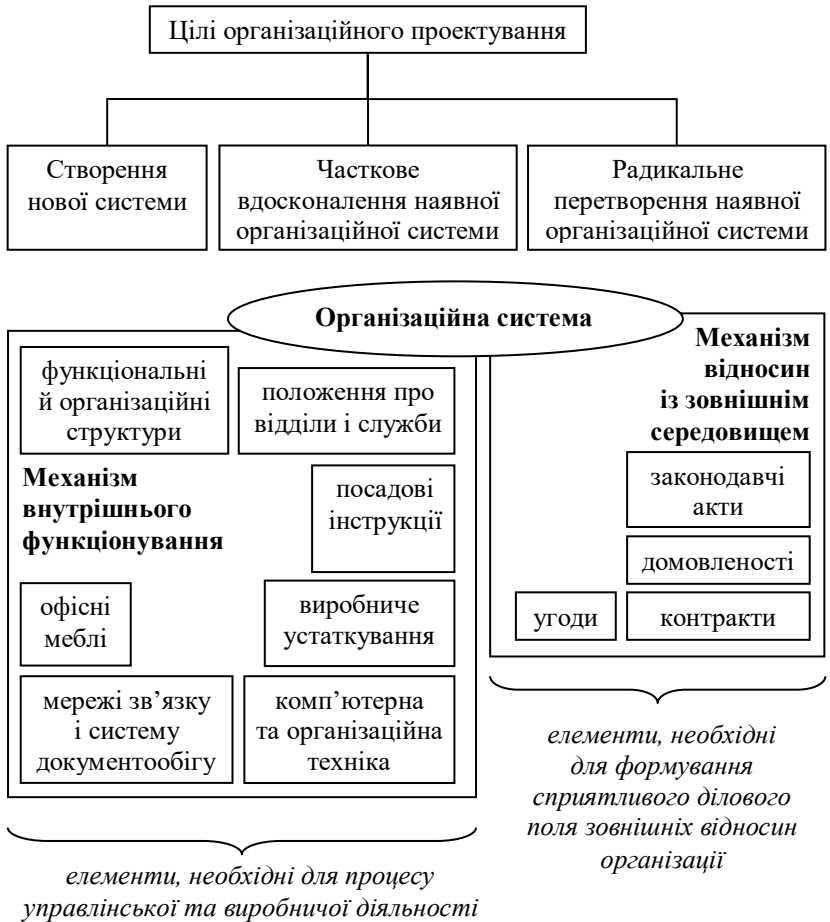 Цілі організаційного проектування
Створення
нової системи
Часткове
вдосконалення наявної
організаційної системи
Радикальне
перетворення наявної
організаційної системи
Організаційна система
функціональні
й організаційні
структури
положення про
відділи і служби
Механізм
внутрішнього
функціонування
посадові
інструкції
офісні
меблі
виробниче
устаткування
мережі зв’язку
і систему
документообігу
комп’ютерна
та організаційна
техніка
Механізм
відносин
із зовнішнім
середовищем
законодавчі
акти
домовленості
угоди
контракти
елементи, необхідні
для формування
сприятливого ділового
поля зовнішніх відносин
організації
елементи, необхідні для процесу
управлінської та виробничої діяльності